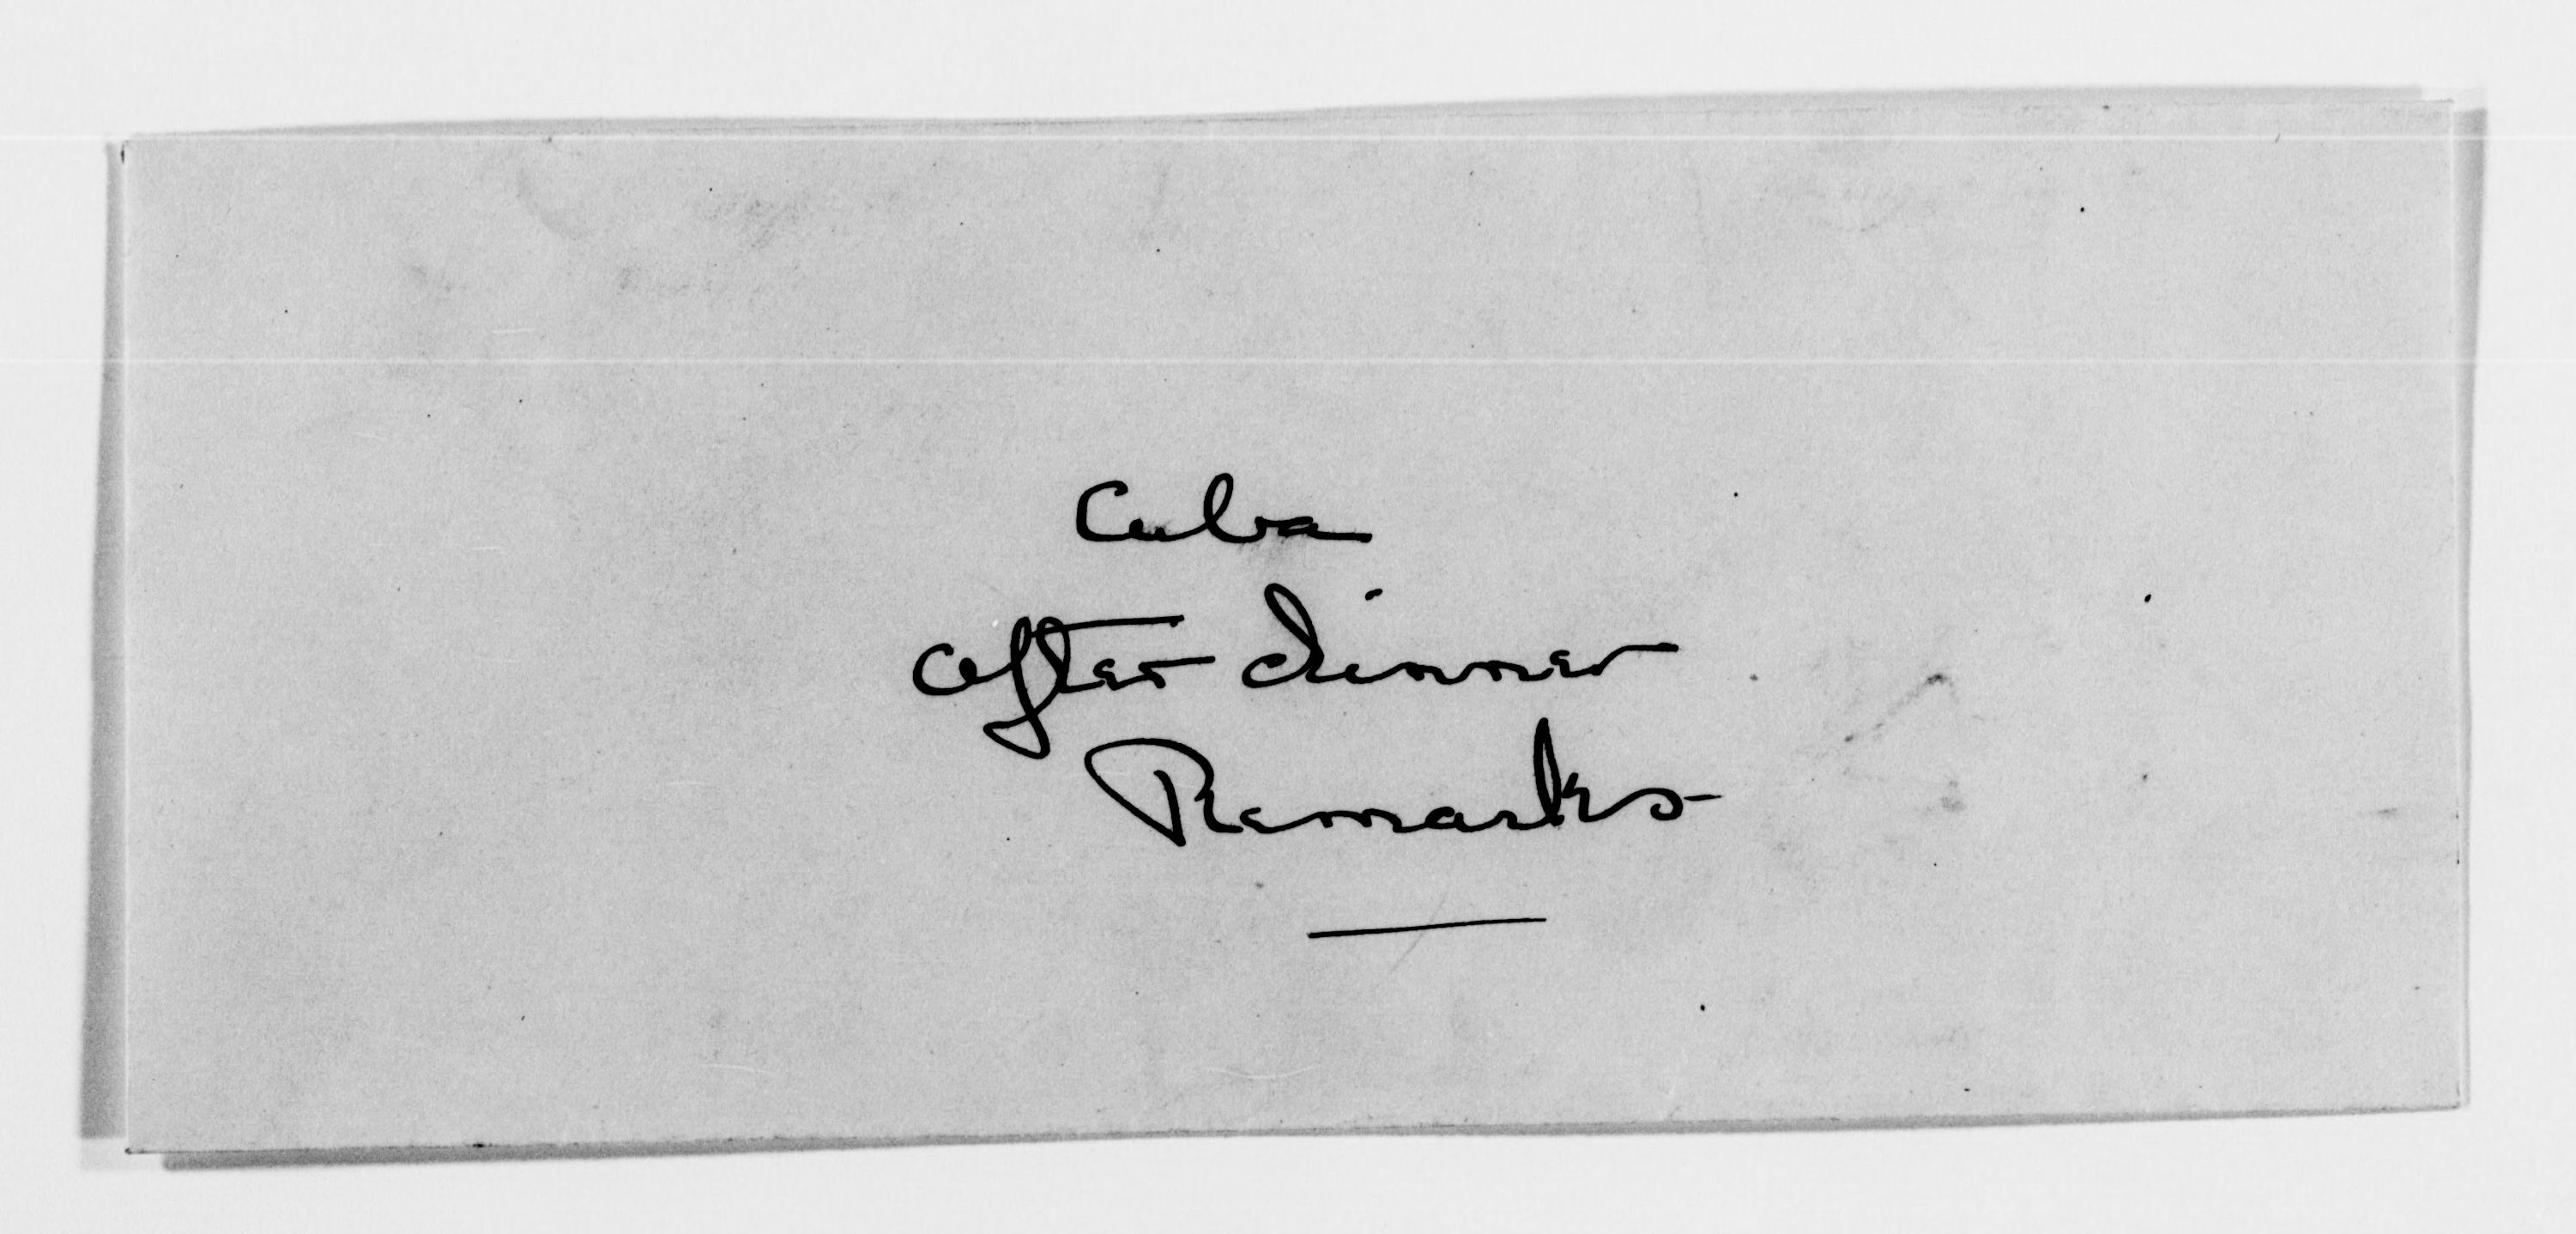 Cuba
After dinner
Remarks